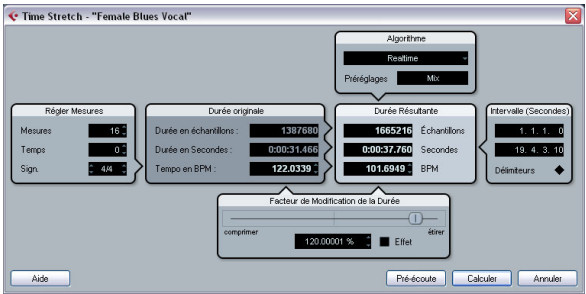 Time Stretch - "Female Blues Vocal"
Algorithme
Realtime
Préréglages Mix
Régler Mesures
Mesures 16
Temps 0
Sign. 4/4
Durée originale
Durée en échantillons : 1387680
Durée en Secondes : 0:00:31.466
Tempo en BPM : 122.0339
Durée Résultante
1665216 Échantillons
0:00:37.760 Secondes
101.6949 BPM
Intervalle (Secondes)
1. 1. 1. 0
19. 4. 3. 10
Délimiteurs
Facteur de Modification de la Durée
comprimer étirer
120.00001 % Effet
Aide Pré-écoute Calculer Annuler